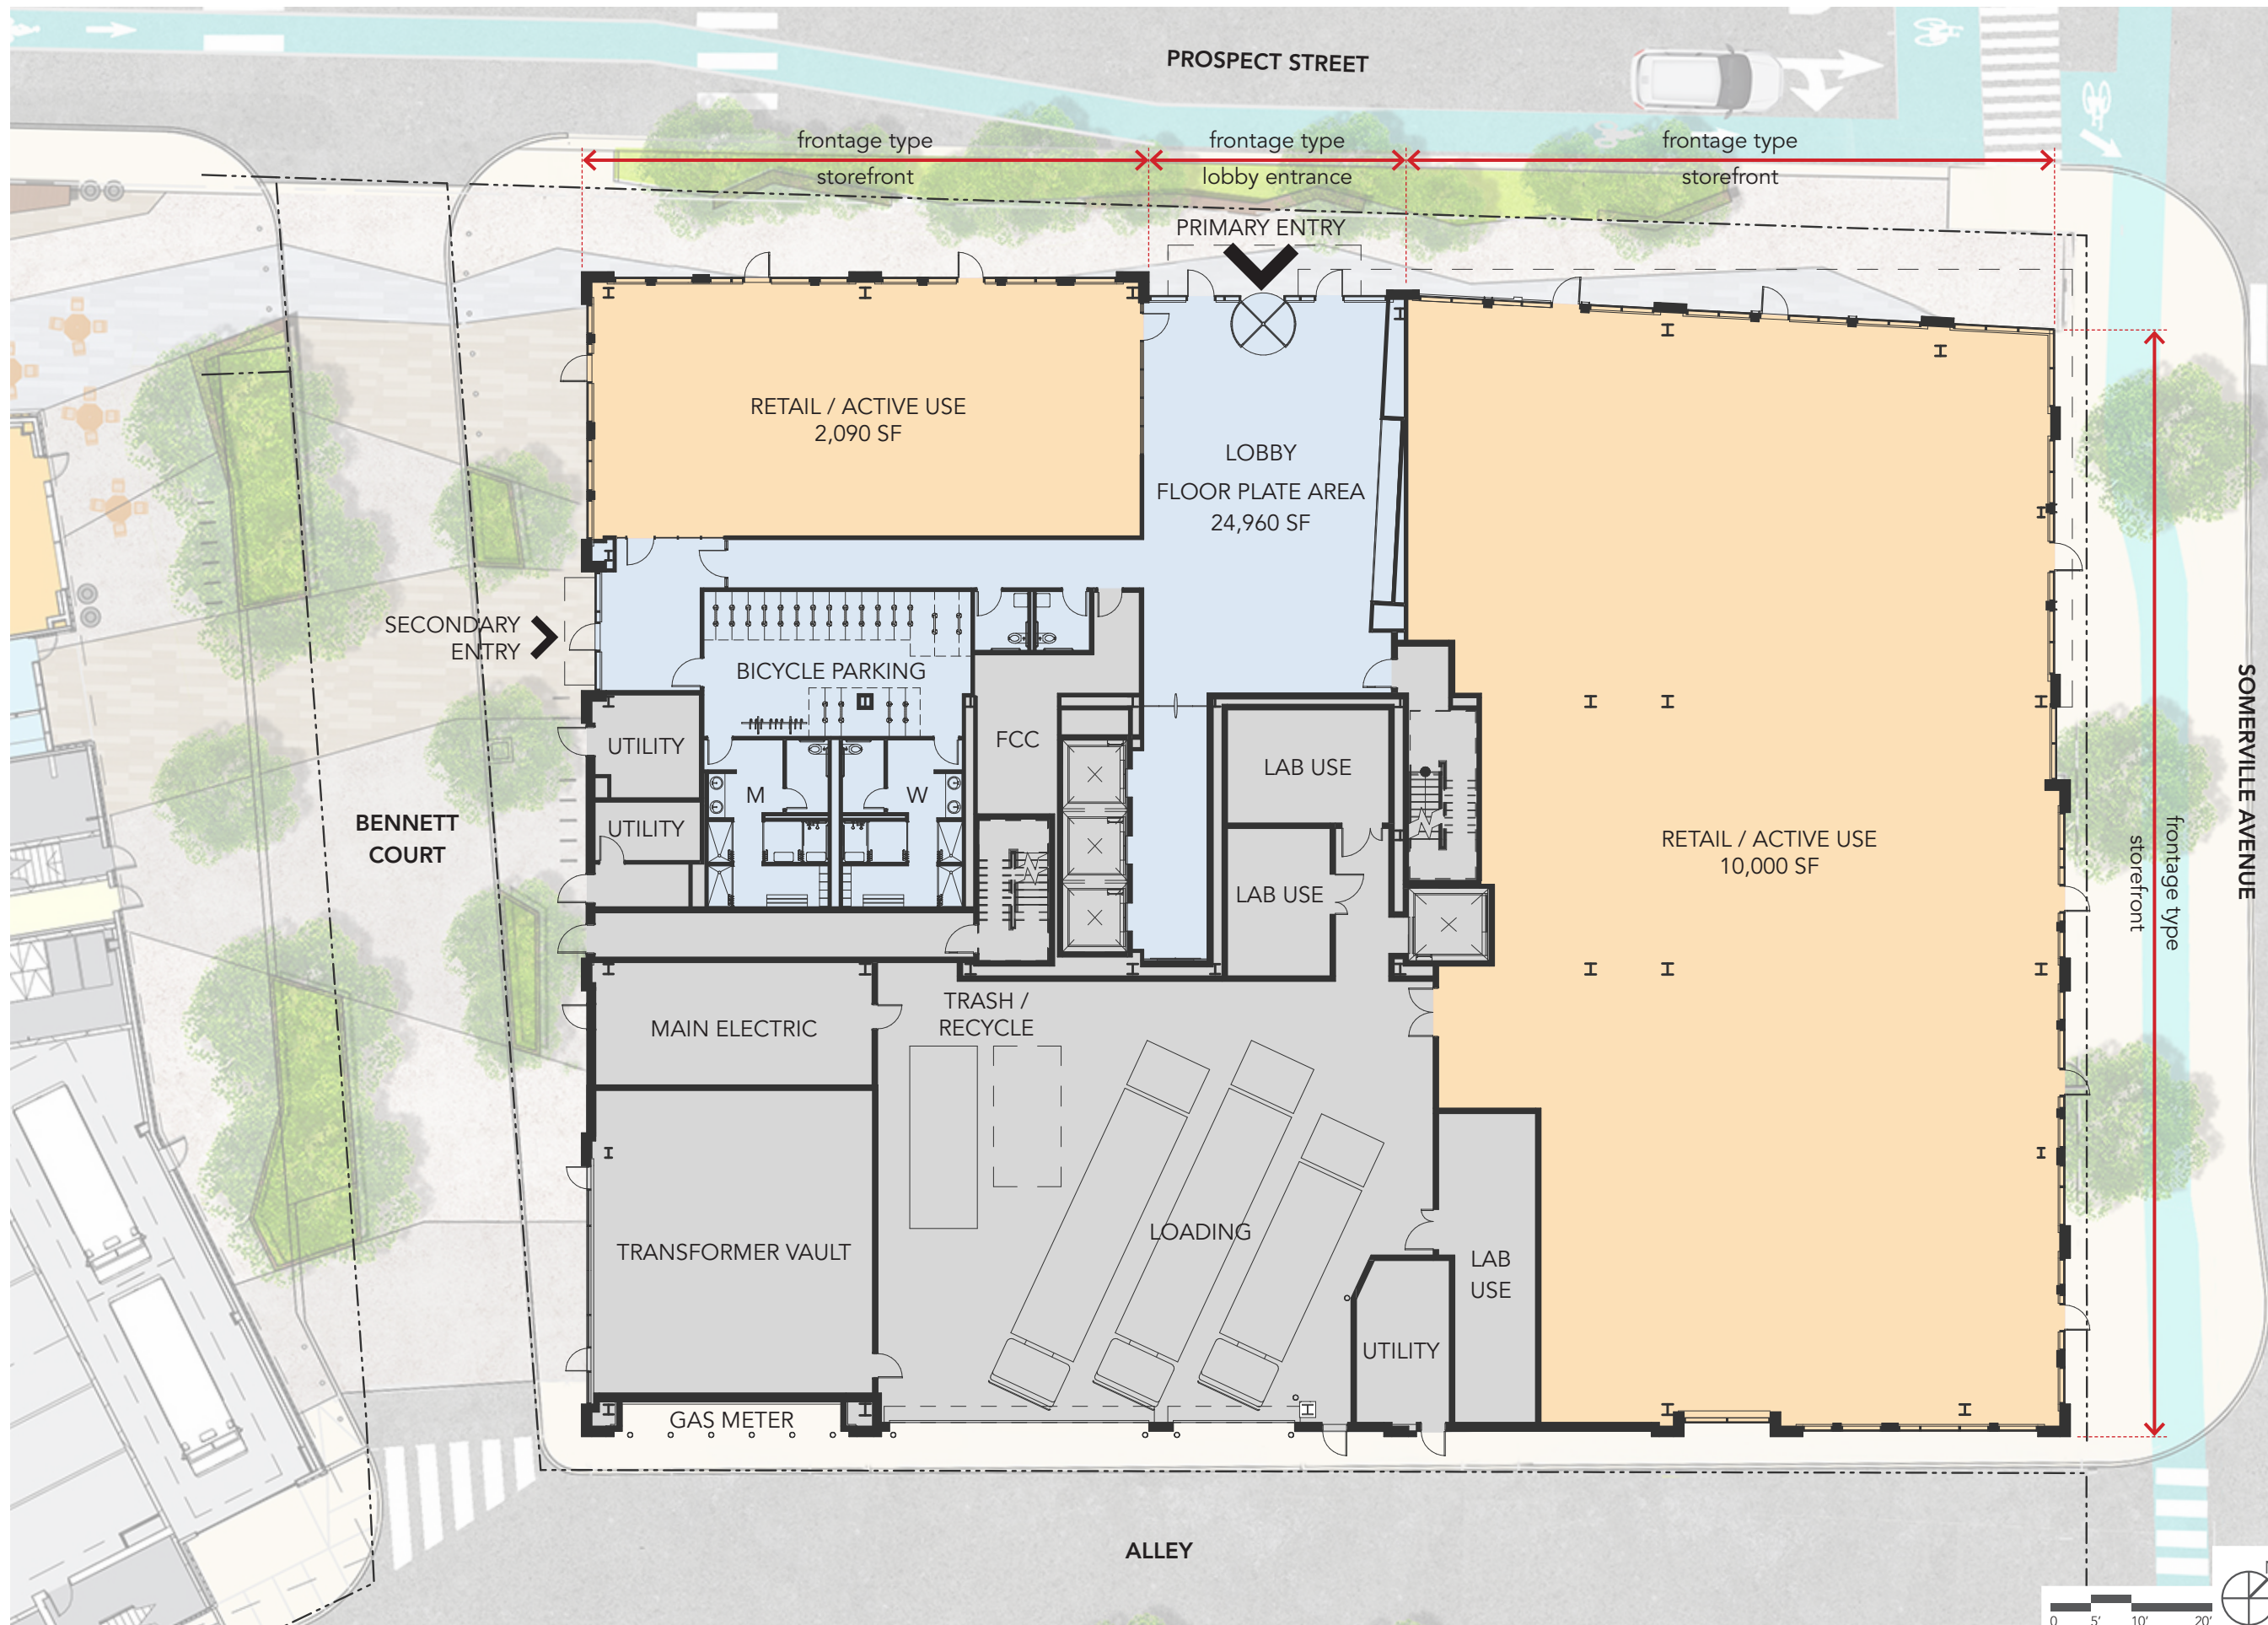 PROSPECT STREET
frontage type
storefront
frontage type
lobby entrance
frontage type
storefront
PRIMARY ENTRY
RETAIL / ACTIVE USE
2,090 SF
LOBBY
FLOOR PLATE AREA
24,960 SF
SECONDARY
ENTRY
BICYCLE PARKING
UTILITY
FCC
LAB USE
M
W
UTILITY
BENNETT
COURT
LAB USE
RETAIL / ACTIVE USE
10,000 SF
frontage type
storefront
SOMERVILLE AVENUE
TRASH /
RECYCLE
MAIN ELECTRIC
LOADING
TRANSFORMER VAULT
LAB
USE
UTILITY
GAS METER
ALLEY
0 5' 10' 20'